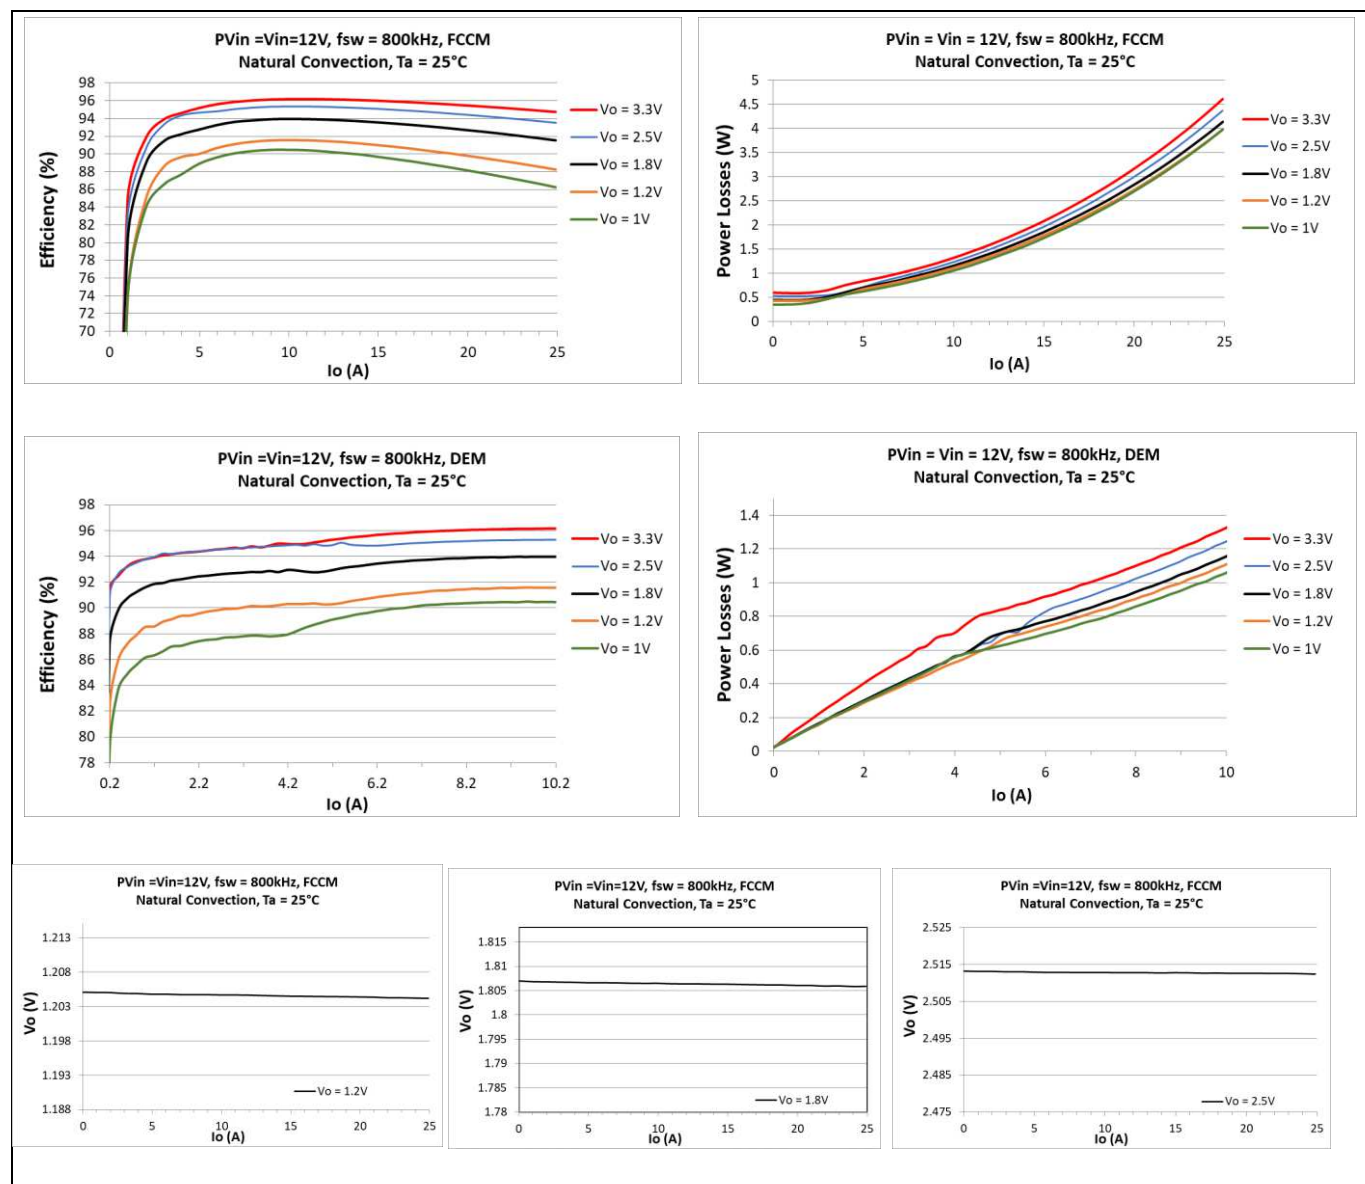 PVin =Vin=12V, fsw = 800kHz, FCCM
Natural Convection, Ta = 25°C
Efficiency (%)
98
96
94
92
90
88
86
84
82
80
78
76
74
72
70
0 5 10 15 20 25
Io (A)
Vo = 3.3V
Vo = 2.5V
Vo = 1.8V
Vo = 1.2V
Vo = 1V
PVin = Vin = 12V, fsw = 800kHz, FCCM
Natural Convection, Ta = 25°C
Power Losses (W)
5
4.5
4
3.5
3
2.5
2
1.5
1
0.5
0
0 5 10 15 20 25
Io (A)
Vo = 3.3V
Vo = 2.5V
Vo = 1.8V
Vo = 1.2V
Vo = 1V
PVin =Vin=12V, fsw = 800kHz, DEM
Natural Convection, Ta = 25°C
Efficiency (%)
98
96
94
92
90
88
86
84
82
80
78
0.2 2.2 4.2 6.2 8.2 10.2
Io (A)
Vo = 3.3V
Vo = 2.5V
Vo = 1.8V
Vo = 1.2V
Vo = 1V
PVin = Vin = 12V, fsw = 800kHz, DEM
Natural Convection, Ta = 25°C
Power Losses (W)
1.4
1.2
1
0.8
0.6
0.4
0.2
0
0 2 4 6 8 10
Io (A)
Vo = 3.3V
Vo = 2.5V
Vo = 1.8V
Vo = 1.2V
Vo = 1V
PVin =Vin=12V, fsw = 800kHz, FCCM
Natural Convection, Ta = 25°C
Vo (V)
1.213
1.208
1.203
1.198
1.193
1.188
Vo = 1.2V
0 5 10 15 20 25
Io (A)
PVin =Vin=12V, fsw = 800kHz, FCCM
Natural Convection, Ta = 25°C
Vo (V)
1.815
1.81
1.805
1.8
1.795
1.79
1.785
1.78
Vo = 1.8V
0 5 10 15 20 25
Io (A)
PVin =Vin=12V, fsw = 800kHz, FCCM
Natural Convection, Ta = 25°C
Vo (V)
2.525
2.515
2.505
2.495
2.485
2.475
Vo = 2.5V
0 5 10 15 20 25
Io (A)